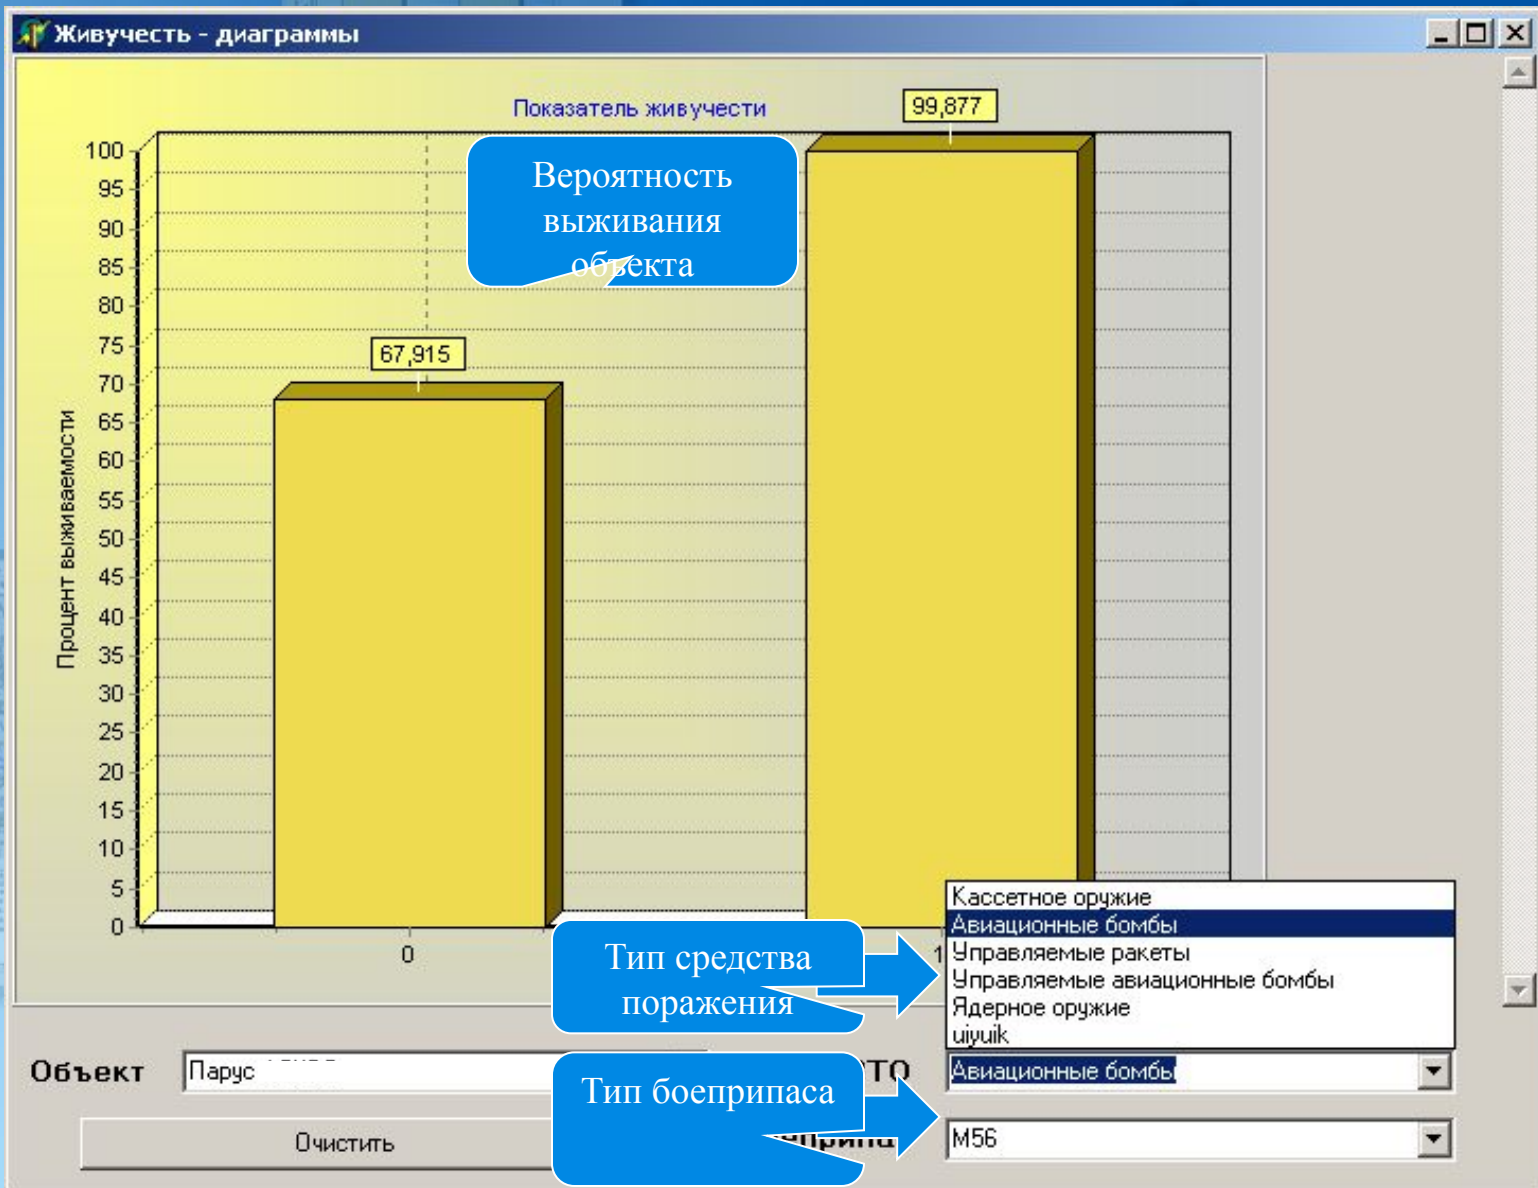 Живучесть - диаграммы
Показатель живучести
99,877
67,915
Вероятность
выживания
объекта
Процент выживаемости
100
95
90
85
80
75
70
65
60
55
50
45
40
35
30
25
20
15
10
5
0
0
1
Тип средства
поражения
Кассетное оружие
Авиационные бомбы
Управляемые ракеты
Управляемые авиационные бомбы
Ядерное оружие
uiyuik
Объект
Парус
ВТО
Авиационные бомбы
Тип боеприпаса
Очистить
M56